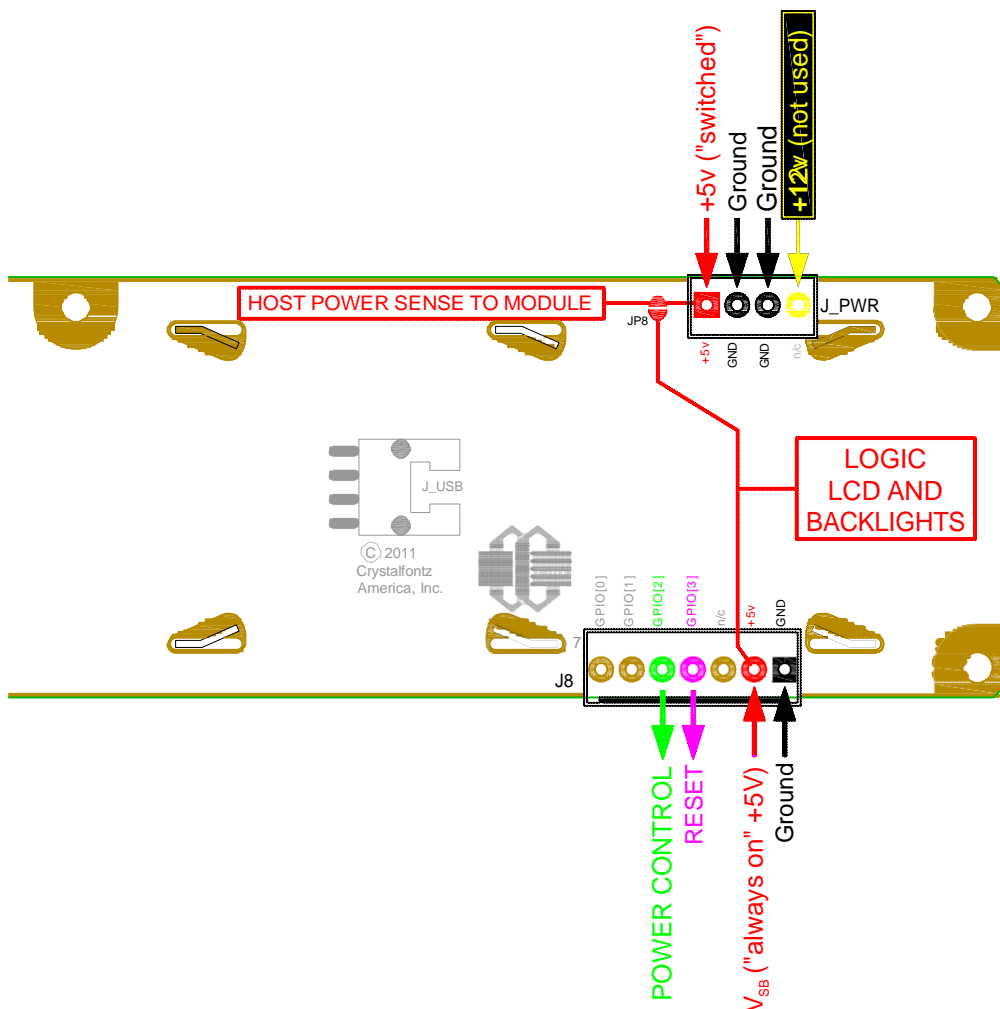 +5v ("switched")
Ground
Ground
+12v (not used)
HOST POWER SENSE TO MODULE
JP8
J_PWR
+5v
GND
GND
n/c
LOGIC
LCD AND
BACKLIGHTS
J_USB
© 2011
Crystalfontz
America, Inc.
GPIO[0]
GPIO[1]
GPIO[2]
GPIO[3]
n/c
+5v
GND
7
J8
POWER CONTROL
RESET
VSB ("always on" +5V)
Ground